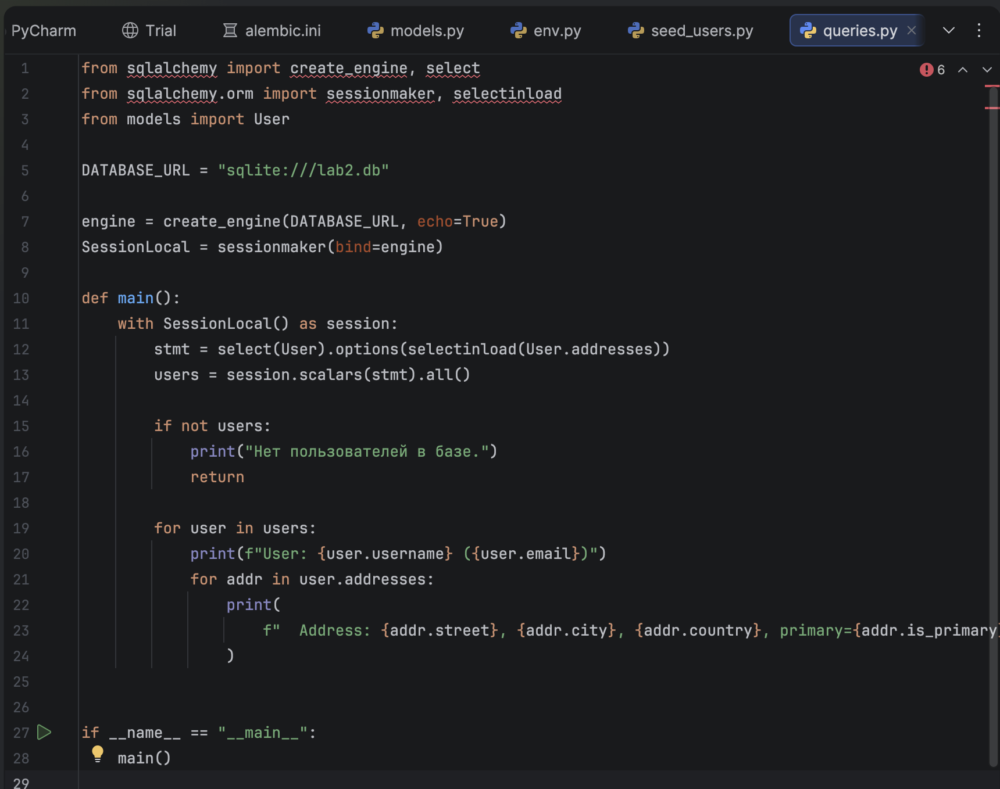 PyCharm Trial alembic.ini models.py env.py seed_users.py queries.py
6
1 from sqlalchemy import create_engine, select
2 from sqlalchemy.orm import sessionmaker, selectinload
3 from models import User
4
5 DATABASE_URL = "sqlite:///lab2.db"
6
7 engine = create_engine(DATABASE_URL, echo=True)
8 SessionLocal = sessionmaker(bind=engine)
9
10 def main():
11     with SessionLocal() as session:
12         stmt = select(User).options(selectinload(User.addresses))
13         users = session.scalars(stmt).all()
14
15         if not users:
16             print("Нет пользователей в базе.")
17             return
18
19         for user in users:
20             print(f"User: {user.username} ({user.email})")
21             for addr in user.addresses:
22                 print(
23                     f"  Address: {addr.street}, {addr.city}, {addr.country}, primary={addr.is_primary}
24                 )
25
26
27 if __name__ == "__main__":
28     main()
29